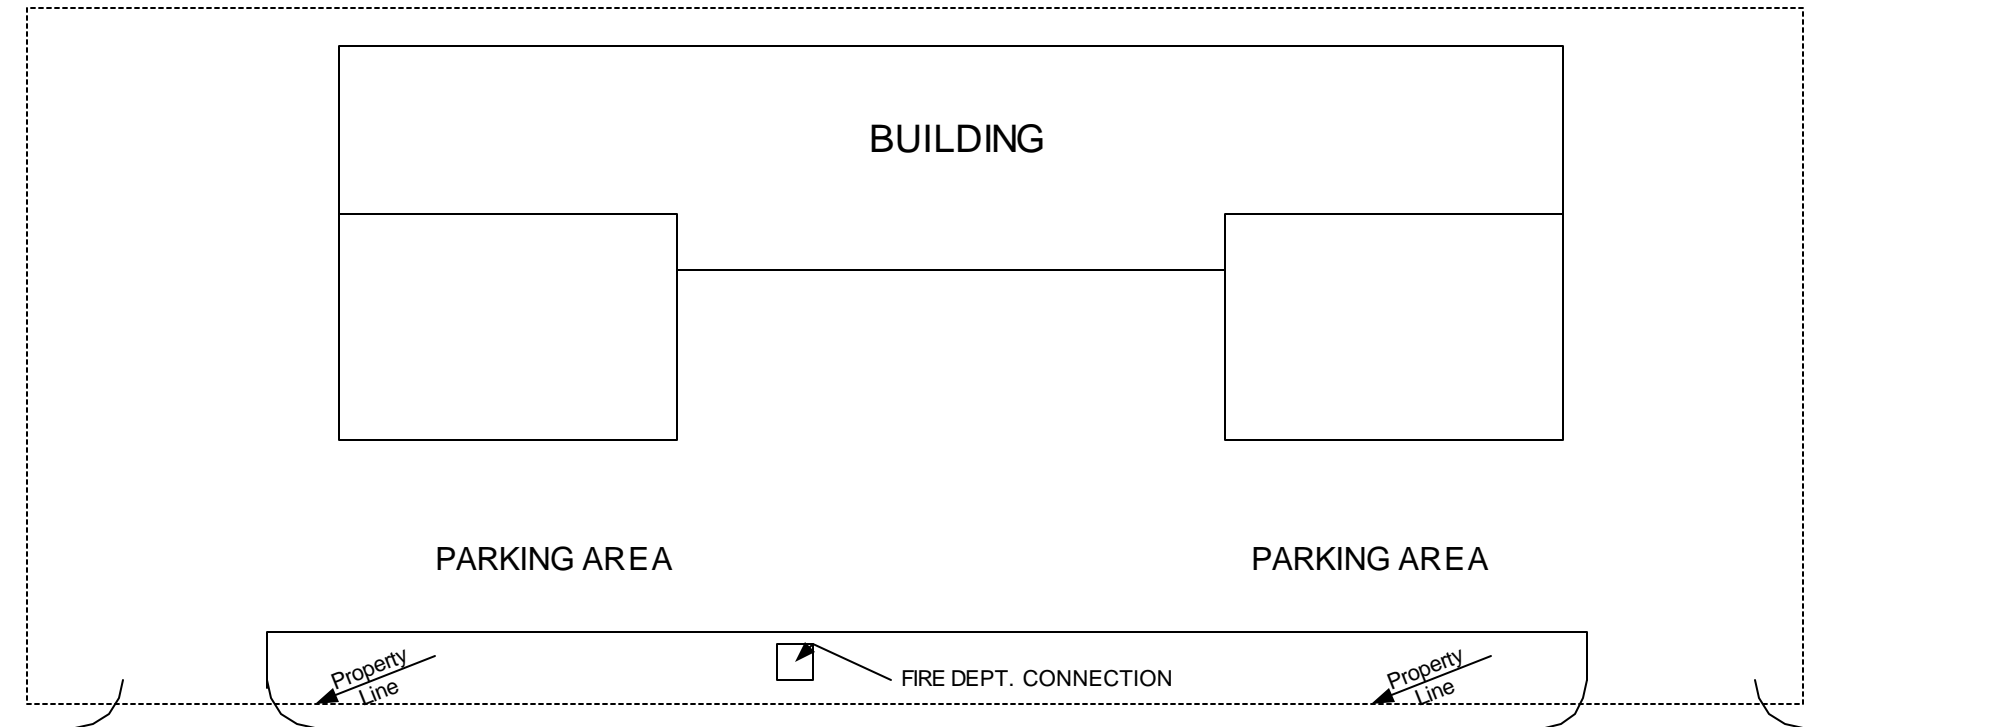 BUILDING
PARKING AREA
PARKING AREA
Property
Line
FIRE DEPT. CONNECTION
Property
Line